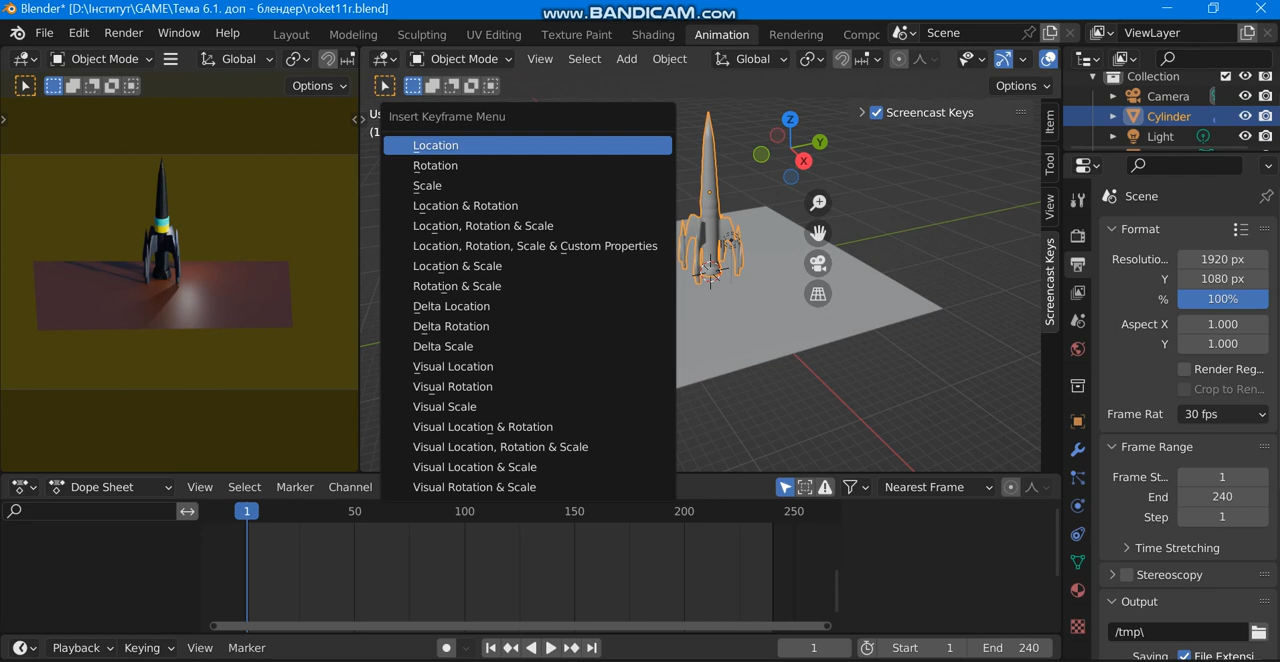 Blender* [D:\Інститут\GAME\Тема 6.1. доп - блендер\roket11r.blend]
www.BANDICAM.com
File Edit Render Window Help
Layout Modeling Sculpting UV Editing Texture Paint Shading Animation Rendering Compc
Scene
ViewLayer
Object Mode
Global
Object Mode View Select Add Object Global
Options
Options
Collection
Camera
Cylinder
Light
Us
(1
Insert Keyframe Menu
Location
Rotation
Scale
Location & Rotation
Location, Rotation & Scale
Location, Rotation, Scale & Custom Properties
Location & Scale
Rotation & Scale
Delta Location
Delta Rotation
Delta Scale
Visual Location
Visual Rotation
Visual Scale
Visual Location & Rotation
Visual Location, Rotation & Scale
Visual Location & Scale
Visual Rotation & Scale
Screencast Keys
Z
Y
X
Item
Tool
View
Screencast Keys
Scene
Format
Resolutio... 1920 px
Y 1080 px
% 100%
Aspect X 1.000
Y 1.000
Render Reg...
Crop to Ren...
Frame Rat 30 fps
Frame Range
Frame St... 1
End 240
Step 1
Time Stretching
Stereoscopy
Output
/tmp\
Saving File Extensi
Dope Sheet View Select Marker Channel
Nearest Frame
1 50 100 150 200 250
Playback Keying View Marker
1
Start 1 End 240